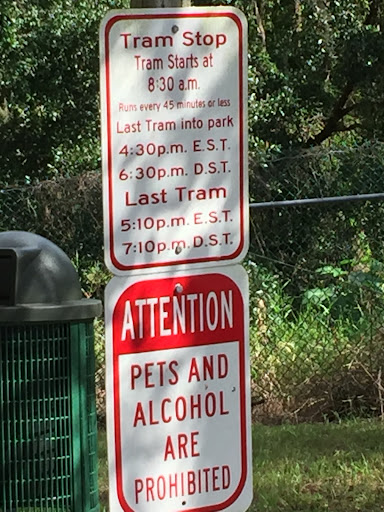 Tram Stop
Tram Starts at
8:30 a.m.
Runs every 45 minutes or less
Last Tram into park
4:30p.m. E.S.T.
6:30p.m. D.S.T.
Last Tram
5:10p.m. E.S.T.
7:10p.m. D.S.T.
ATTENTION
PETS AND
ALCOHOL
ARE
PROHIBITED